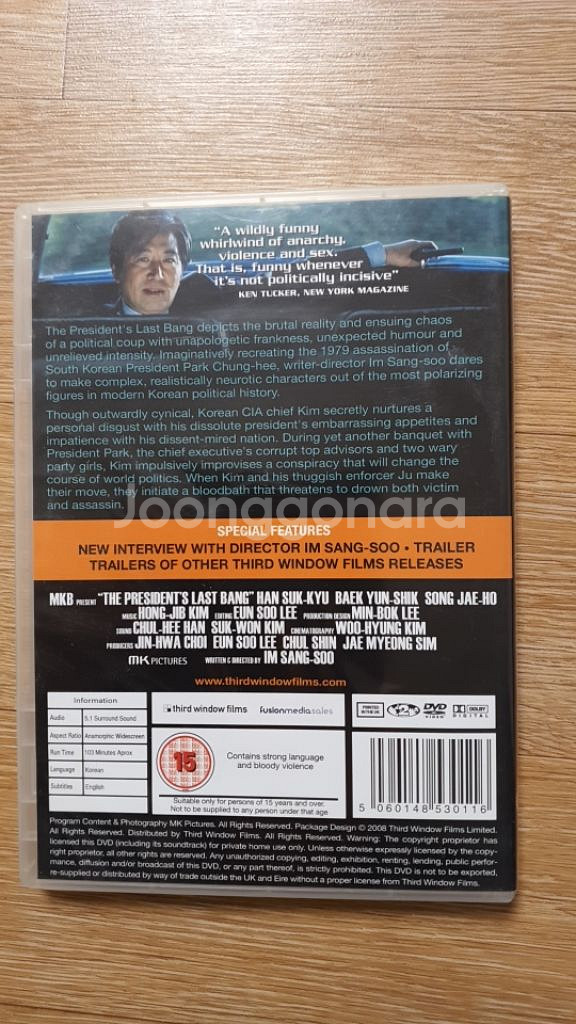 "A wildly funny
whirlwind of anarchy,
violence and sex.
That is, funny whenever
it's not politically incisive"
KEN TUCKER, NEW YORK MAGAZINE
The President's Last Bang depicts the brutal reality and ensuing chaos
of a political coup with unapologetic frankness, unexpected humour and
unrelieved intensity. Imaginatively recreating the 1979 assassination of
South Korean President Park Chung-hee, writer-director Im Sang-soo dares
to make complex, realistically neurotic characters out of the most polarizing
figures in modern Korean political history.
Though outwardly cynical, Korean CIA chief Kim secretly nurtures a
personal disgust with his dissolute president's embarrassing appetites and
impatience with his dissent-mired nation. During yet another banquet with
President Park, the chief executive's corrupt top advisors and two wary
party girls, Kim impulsively improvises a conspiracy that will change the
course of world politics. When Kim and his thuggish enforcer Ju make
their move, they initiate a bloodbath that threatens to drown both victim
and assassin.
Joongonara
SPECIAL FEATURES
NEW INTERVIEW WITH DIRECTOR IM SANG-SOO • TRAILER
TRAILERS OF OTHER THIRD WINDOW FILMS RELEASES
MKB PRESENT "THE PRESIDENT'S LAST BANG" HAN SUK-KYU BAEK YUN-SHIK SONG JAE-HO
MUSIC HONG-JIB KIM EDITING EUN SOO LEE PRODUCTION DESIGN MIN-BOK LEE
SOUND CHUL-HEE HAN SUK-WON KIM CINEMATOGRAPHY WOO-HYUNG KIM
PRODUCERS JIN-HWA CHOI EUN SOO LEE CHUL SHIN JAE MYEONG SIM
MK PICTURES WRITTEN & DIRECTED BY IM SANG-SOO
www.thirdwindowfilms.com
Information
Audio 5.1 Surround Sound
Aspect Ratio Anamorphic Widescreen
Run Time 103 Minutes Aprox
Language Korean
Subtitles English
third window films fusionmediasales
PRINTED IN THE UK 2 DVD VIDEO DOLBY DIGITAL
15
Contains strong language
and bloody violence
Suitable only for persons of 15 years and over.
Not to be supplied to any person under that age
5 060148 530116
Program Content & Photography MK Pictures. All Rights Reserved. Package Design © 2008 Third Window Films Limited.
All Rights Reserved. Distributed by Third Window Films. All Rights Reserved. Warning: The copyright proprietor has
licensed this DVD (including its soundtrack) for private home use only. Unless otherwise expressly licensed by the copy-
right proprietor, all other rights are reserved. Any unauthorized copying, editing, exhibition, renting, lending, public perfor-
mance, diffusion and/or broadcast of this DVD, or any part thereof, is strictly prohibited. This DVD is not to be exported,
re-supplied or distributed by way of trade outside the UK and Eire without a proper license from Third Window Films.